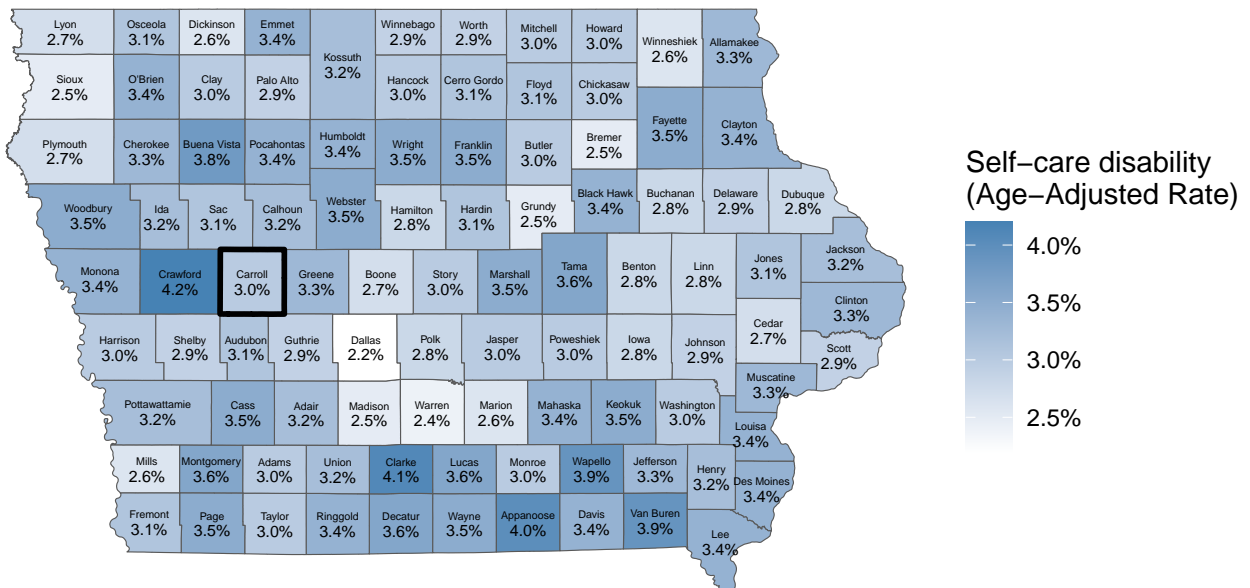 Lyon
2.7%
Osceola
3.1%
Dickinson
2.6%
Emmet
3.4%
Kossuth
3.2%
Winnebago
2.9%
Worth
2.9%
Mitchell
3.0%
Howard
3.0%
Winneshiek
2.6%
Allamakee
3.3%
Sioux
2.5%
O'Brien
3.4%
Clay
3.0%
Palo Alto
2.9%
Hancock
3.0%
Cerro Gordo
3.1%
Floyd
3.1%
Chickasaw
3.0%
Fayette
3.5%
Clayton
3.4%
Plymouth
2.7%
Cherokee
3.3%
Buena Vista
3.8%
Pocahontas
3.4%
Humboldt
3.4%
Wright
3.5%
Franklin
3.5%
Butler
3.0%
Bremer
2.5%
Woodbury
3.5%
Ida
3.2%
Sac
3.1%
Calhoun
3.2%
Webster
3.5%
Hamilton
2.8%
Hardin
3.1%
Grundy
2.5%
Black Hawk
3.4%
Buchanan
2.8%
Delaware
2.9%
Dubuque
2.8%
Monona
3.4%
Crawford
4.2%
Carroll
3.0%
Greene
3.3%
Boone
2.7%
Story
3.0%
Marshall
3.5%
Tama
3.6%
Benton
2.8%
Linn
2.8%
Jones
3.1%
Jackson
3.2%
Clinton
3.3%
Harrison
3.0%
Shelby
2.9%
Audubon
3.1%
Guthrie
2.9%
Dallas
2.2%
Polk
2.8%
Jasper
3.0%
Poweshiek
3.0%
Iowa
2.8%
Johnson
2.9%
Cedar
2.7%
Scott
2.9%
Muscatine
3.3%
Pottawattamie
3.2%
Cass
3.5%
Adair
3.2%
Madison
2.5%
Warren
2.4%
Marion
2.6%
Mahaska
3.4%
Keokuk
3.5%
Washington
3.0%
Louisa
3.4%
Mills
2.6%
Montgomery
3.6%
Adams
3.0%
Union
3.2%
Clarke
4.1%
Lucas
3.6%
Monroe
3.0%
Wapello
3.9%
Jefferson
3.3%
Henry
3.2%
Des Moines
3.4%
Fremont
3.1%
Page
3.5%
Taylor
3.0%
Ringgold
3.4%
Decatur
3.6%
Wayne
3.5%
Appanoose
4.0%
Davis
3.4%
Van Buren
3.9%
Lee
3.4%
Self−care disability
(Age−Adjusted Rate)
4.0%
3.5%
3.0%
2.5%